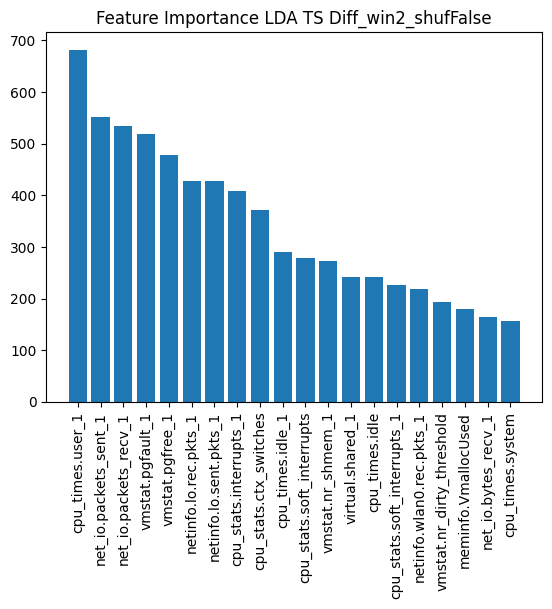 Feature Importance LDA TS Diff_win2_shufFalse
700
600
500
400
300
200
100
0
cpu_times.user_1
net_io.packets_sent_1
net_io.packets_recv_1
vmstat.pgfault_1
vmstat.pgfree_1
netinfo.lo.rec.pkts_1
netinfo.lo.sent.pkts_1
cpu_stats.interrupts_1
cpu_stats.ctx_switches
cpu_times.idle_1
cpu_stats.soft_interrupts
vmstat.nr_shmem_1
virtual.shared_1
cpu_times.idle
cpu_stats.soft_interrupts_1
netinfo.wlan0.rec.pkts_1
vmstat.nr_dirty_threshold
meminfo.VmallocUsed
net_io.bytes_recv_1
cpu_times.system